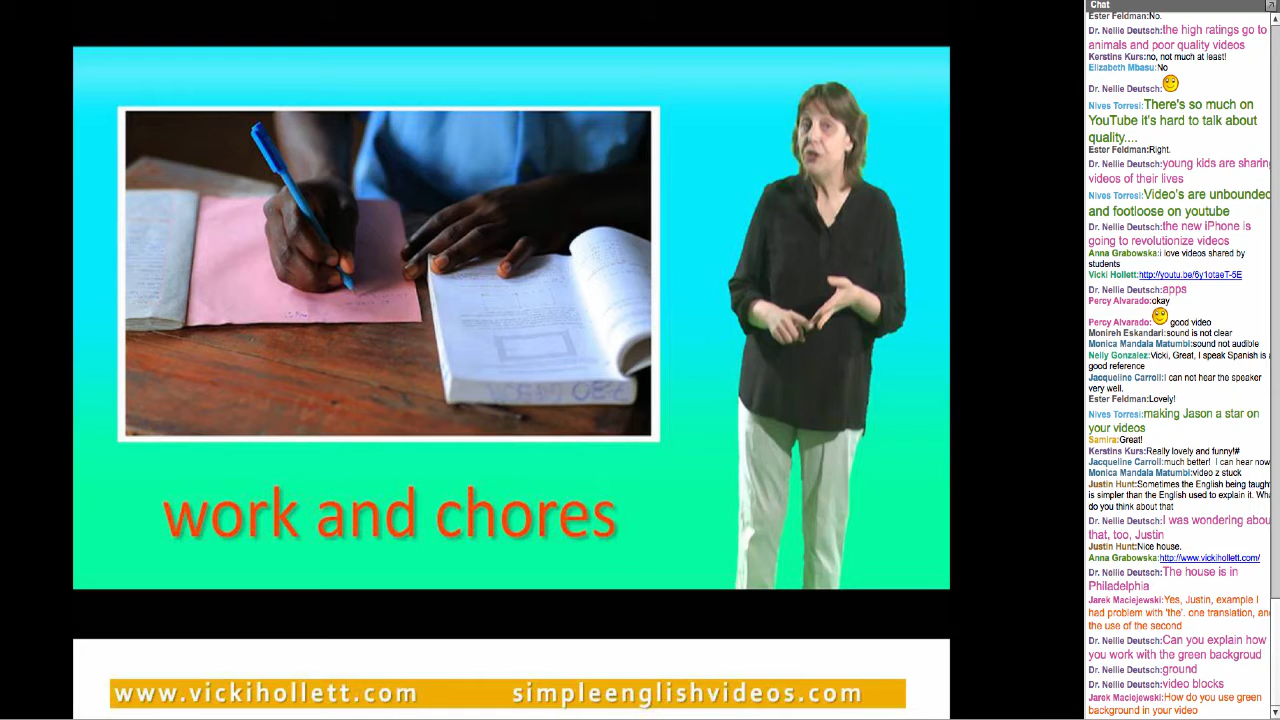 work and chores
www.vickihollett.com
simpleenglishvideos.com
Chat
Ester Feldman:No.
Dr. Nellie Deutsch:the high ratings go to
animals and poor quality videos
Kerstins Kurs:no, not much at least!
Elizabeth Mbasu:No
Dr. Nellie Deutsch:
Nives Torresi:There's so much on
YouTube it's hard to talk about
quality....
Ester Feldman:Right.
Dr. Nellie Deutsch:young kids are sharing
videos of their lives
Nives Torresi:Video's are unbounded
and footloose on youtube
Dr. Nellie Deutsch:the new iPhone is
going to revolutionize videos
Anna Grabowska:i love videos shared by
students
Vicki Hollett:http://youtu.be/6y1otaeT-5E
Dr. Nellie Deutsch:apps
Percy Alvarado:okay
Percy Alvarado: good video
Monireh Eskandari:sound is not clear
Monica Mandala Matumbi:sound not audible
Nelly Gonzalez:Vicki, Great, I speak Spanish is a
good reference
Jacqueline Carroll:I can not hear the speaker
very well.
Ester Feldman:Lovely!
Nives Torresi:making Jason a star on
your videos
Samira:Great!
Kerstins Kurs:Really lovely and funny!#
Jacqueline Carroll:much better! I can hear now
Monica Mandala Matumbi:video z stuck
Justin Hunt:Sometimes the English being taught
is simpler than the English used to explain it. Wha
do you think about that
Dr. Nellie Deutsch:I was wondering abou
that, too, Justin
Justin Hunt:Nice house.
Anna Grabowska:http://www.vickihollett.com/
Dr. Nellie Deutsch:The house is in
Philadelphia
Jarek Maciejewski:Yes, Justin, example I
had problem with 'the'. one translation, and
the use of the second
Dr. Nellie Deutsch:Can you explain how
you work with the green backgroud
Dr. Nellie Deutsch:ground
Dr. Nellie Deutsch:video blocks
Jarek Maciejewski:How do you use green
background in your video